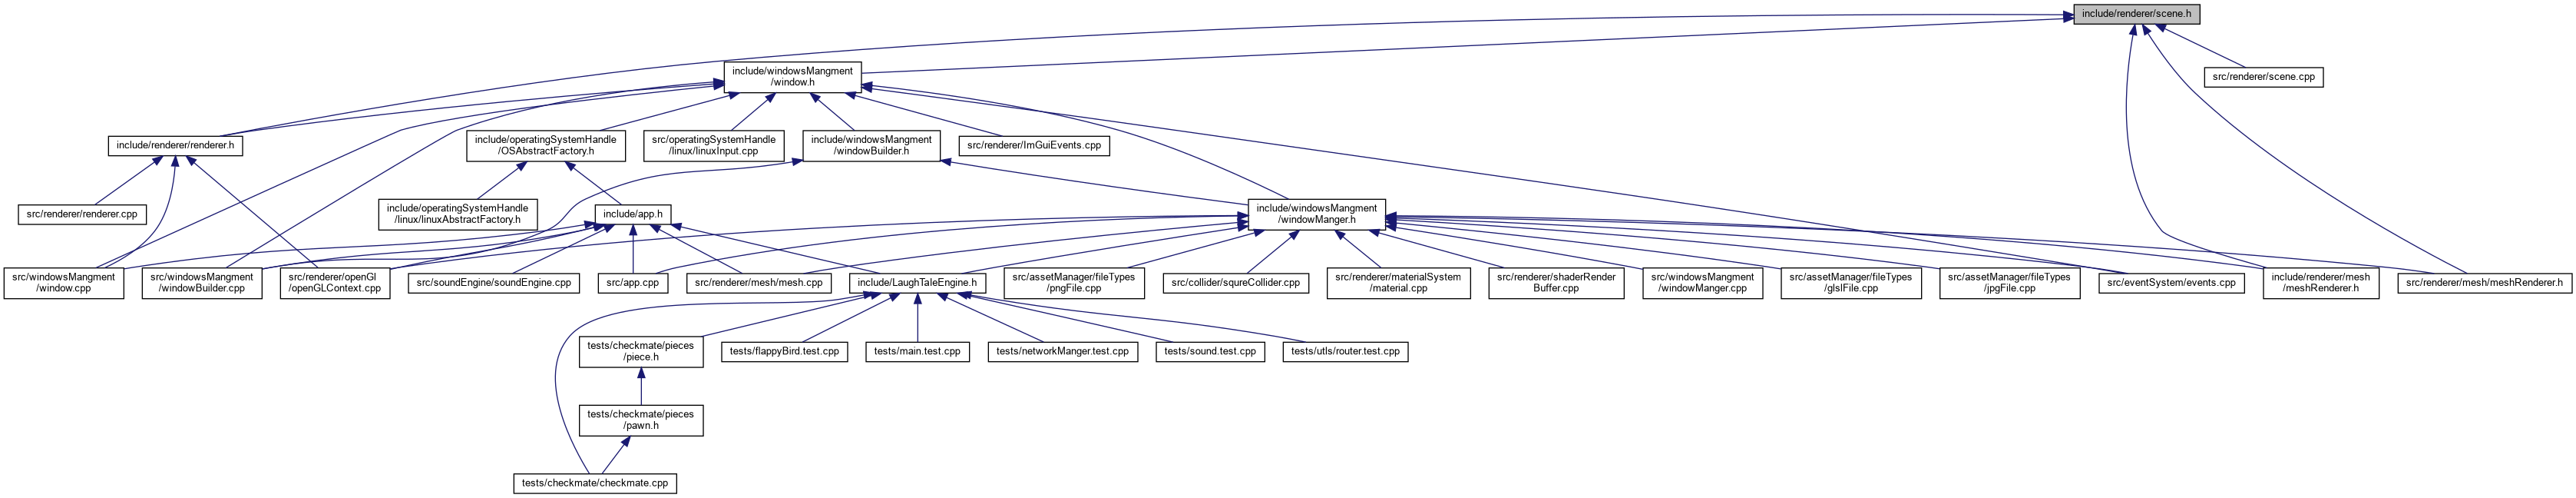 include/renderer/scene.h
include/windowsMangment
/window.h
src/renderer/scene.cpp
include/renderer/renderer.h
include/operatingSystemHandle
/OSAbstractFactory.h
src/operatingSystemHandle
/linux/linuxInput.cpp
include/windowsMangment
/windowBuilder.h
src/renderer/ImGuiEvents.cpp
src/renderer/renderer.cpp
include/operatingSystemHandle
/linux/linuxAbstractFactory.h
include/app.h
include/windowsMangment
/windowManger.h
src/windowsMangment
/window.cpp
src/windowsMangment
/windowBuilder.cpp
src/renderer/openGl
/openGLContext.cpp
src/soundEngine/soundEngine.cpp
src/app.cpp
src/renderer/mesh/mesh.cpp
include/LaughTaleEngine.h
src/assetManager/fileTypes
/pngFile.cpp
src/collider/squreCollider.cpp
src/renderer/materialSystem
/material.cpp
src/renderer/shaderRender
Buffer.cpp
src/windowsMangment
/windowManger.cpp
src/assetManager/fileTypes
/glslFile.cpp
src/assetManager/fileTypes
/jpgFile.cpp
src/eventSystem/events.cpp
include/renderer/mesh
/meshRenderer.h
src/renderer/mesh/meshRenderer.h
tests/checkmate/pieces
/piece.h
tests/flappyBird.test.cpp
tests/main.test.cpp
tests/networkManger.test.cpp
tests/sound.test.cpp
tests/utls/router.test.cpp
tests/checkmate/pieces
/pawn.h
tests/checkmate/checkmate.cpp